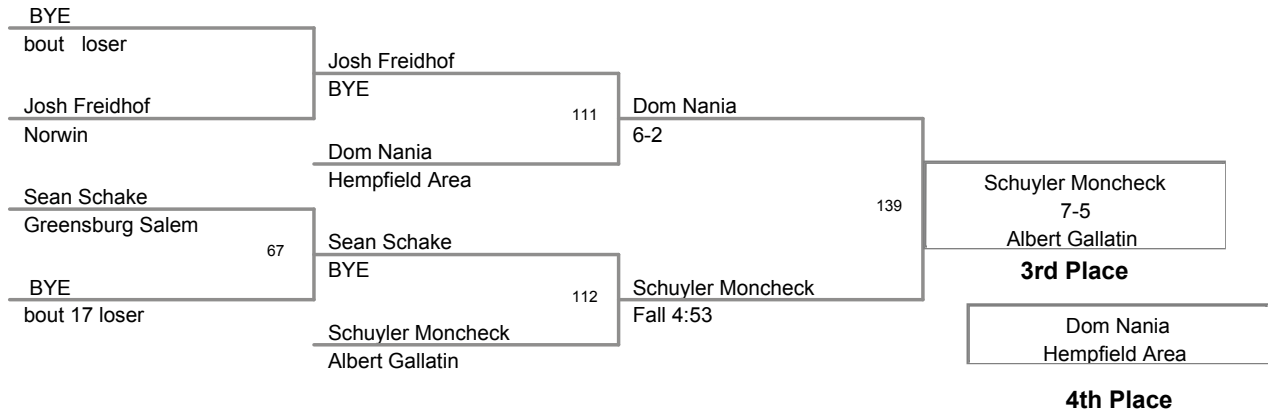 BYE
bout loser
Josh Freidhof
BYE
Josh Freidhof
Norwin
111
Dom Nania
6-2
Dom Nania
Hempfield Area
Sean Schake
Greensburg Salem
67
Sean Schake
BYE
139
Schuyler Moncheck
7-5
Albert Gallatin
3rd Place
BYE
bout 17 loser
112
Schuyler Moncheck
Fall 4:53
Schuyler Moncheck
Albert Gallatin
Dom Nania
Hempfield Area
4th Place